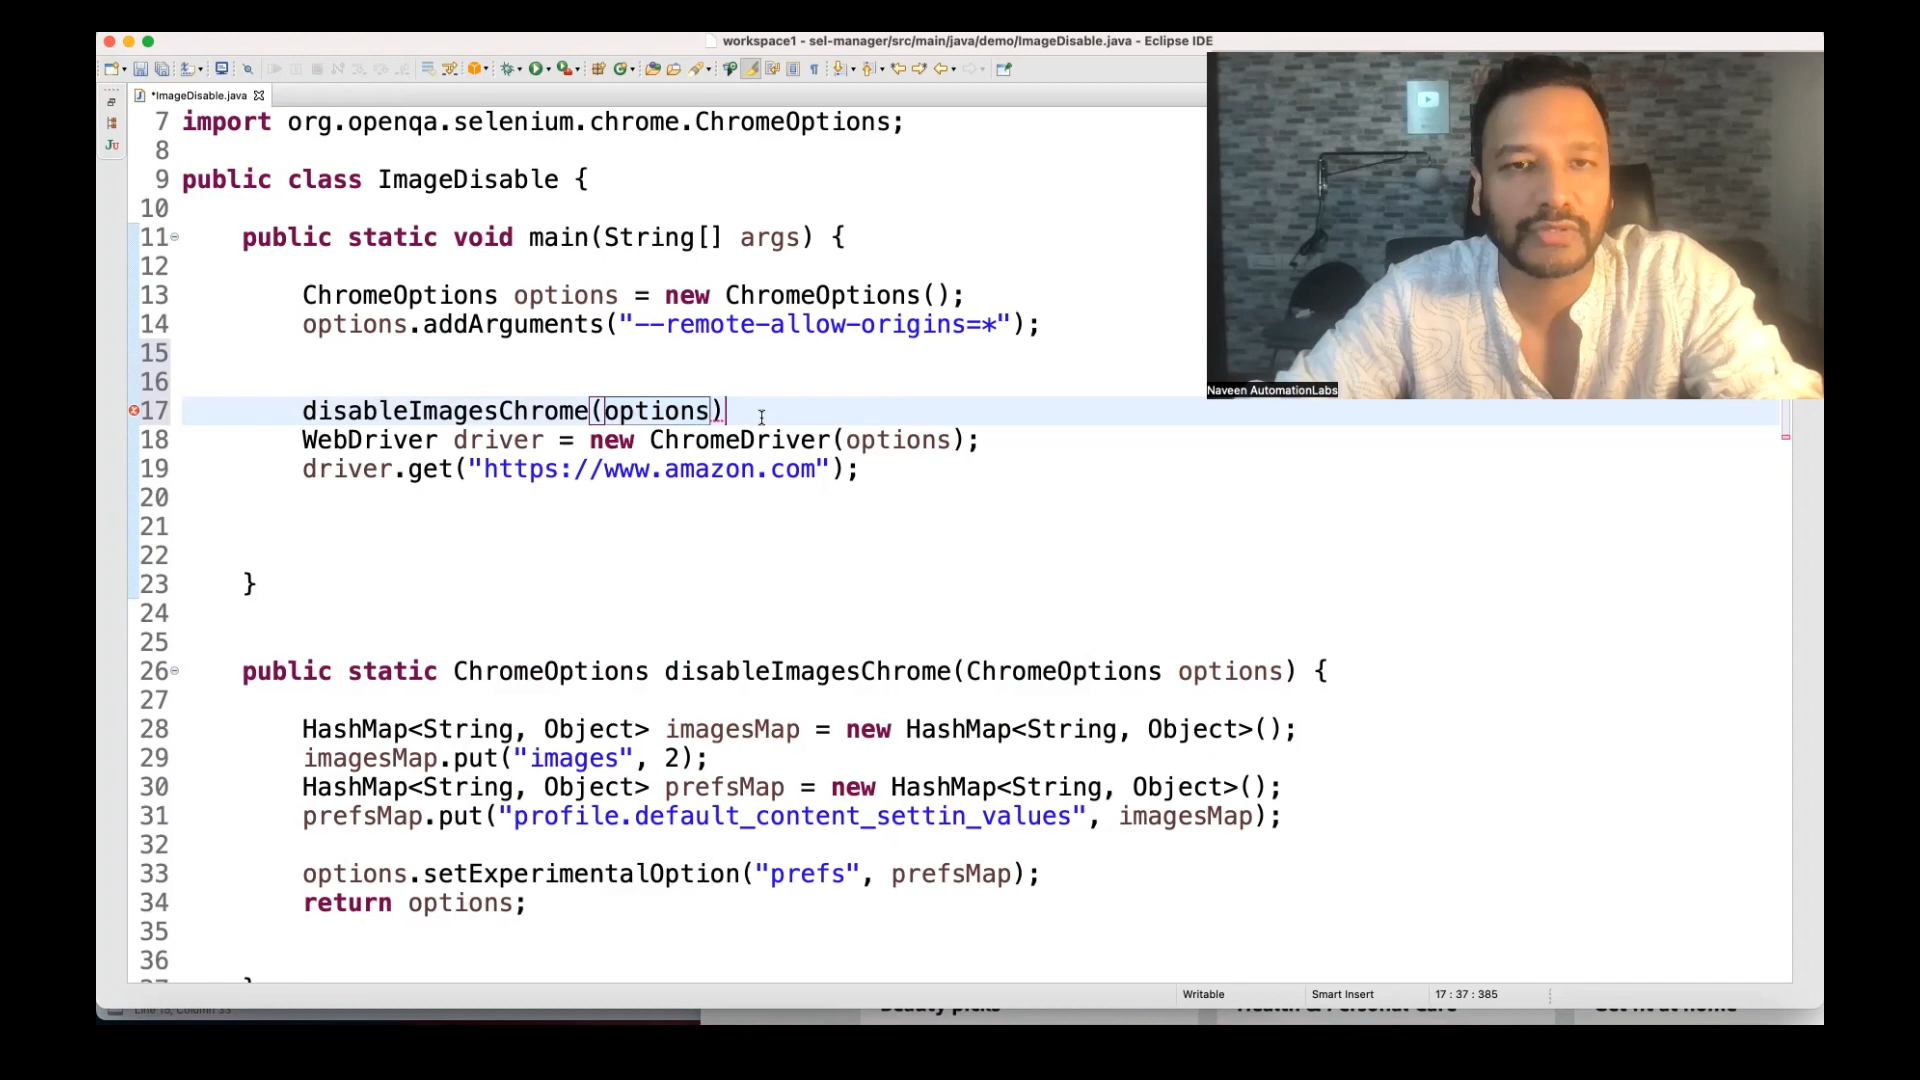 workspace1 - sel-manager/src/main/java/demo/ImageDisable.java - Eclipse IDE
*ImageDisable.java
7 import org.openqa.selenium.chrome.ChromeOptions;
8
9 public class ImageDisable {
10
11 public static void main(String[] args) {
12
13 ChromeOptions options = new ChromeOptions();
14 options.addArguments("--remote-allow-origins=*");
15
16
17 disableImagesChrome(options)
18 WebDriver driver = new ChromeDriver(options);
19 driver.get("https://www.amazon.com");
20
21
22
23 }
24
25
26 public static ChromeOptions disableImagesChrome(ChromeOptions options) {
27
28 HashMap<String, Object> imagesMap = new HashMap<String, Object>();
29 imagesMap.put("images", 2);
30 HashMap<String, Object> prefsMap = new HashMap<String, Object>();
31 prefsMap.put("profile.default_content_settin_values", imagesMap);
32
33 options.setExperimentalOption("prefs", prefsMap);
34 return options;
35
36
Naveen AutomationLabs
Writable Smart Insert 17 : 37 : 385